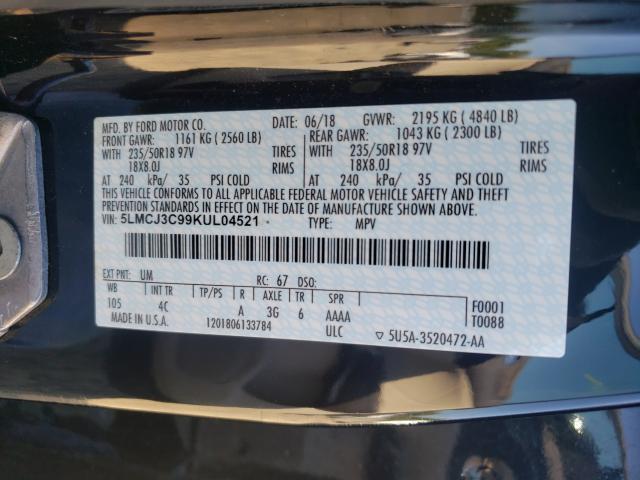 MFD. BY FORD MOTOR CO.
DATE: 06/18 GVWR: 2195 KG ( 4840 LB)
FRONT GAWR: 1161 KG ( 2560 LB)
REAR GAWR: 1043 KG ( 2300 LB)
WITH 235/50R18 97V TIRES
WITH 235/50R18 97V TIRES
18X8.0J RIMS
18X8.0J RIMS
AT 240 kPa/ 35 PSI COLD
AT 240 kPa/ 35 PSI COLD
THIS VEHICLE CONFORMS TO ALL APPLICABLE FEDERAL MOTOR VEHICLE SAFETY AND THEFT
PREVENTION STANDARDS IN EFFECT ON THE DATE OF MANUFACTURE SHOWN ABOVE.
VIN: 5LMCJ3C99KUL04521
TYPE: MPV
EXT PNT: UM RC: 67 DSO:
WB INT TR TP/PS R AXLE TR SPR
105 4C A 3G 6 AAAA
F0001
T0088
MADE IN U.S.A. 1201806133784 ULC ▽ 5U5A-3520472-AA